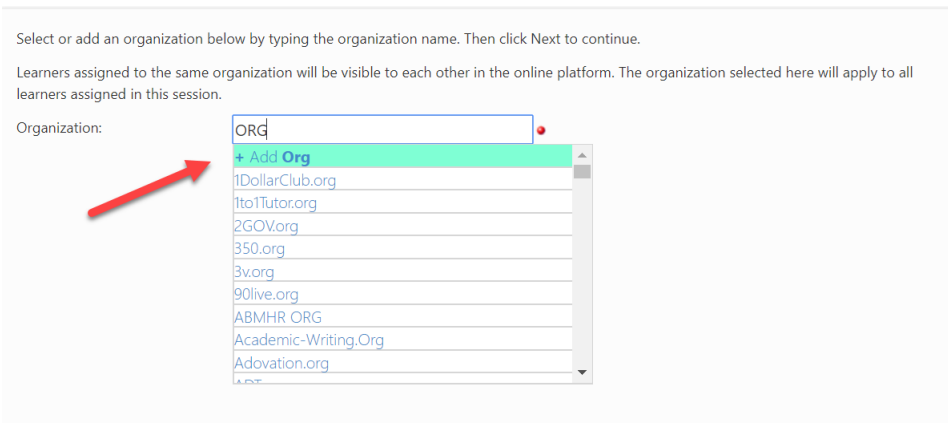 Select or add an organization below by typing the organization name. Then click Next to continue.
Learners assigned to the same organization will be visible to each other in the online platform. The organization selected here will apply to all
learners assigned in this session.
Organization:
ORG
+ Add Org
1DollarClub.org
1to1Tutor.org
2GOV.org
350.org
3v.org
90live.org
ABMHR ORG
Academic-Writing.Org
Adovation.org